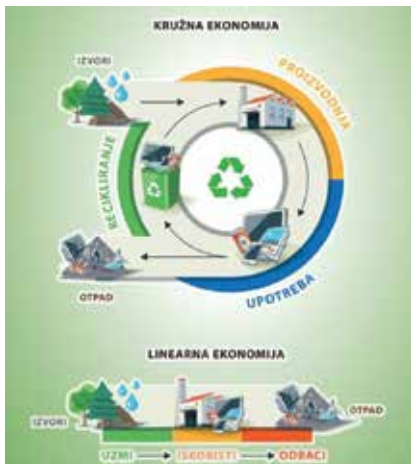 KRUŽNA EKONOMIJA
IZVORI
PROIZVODNJA
RECIKLIRANJE
OTPAD
UPOTREBA
LINEARNA EKONOMIJA
IZVORI
OTPAD
UZMI ISKORISTI ODBACI